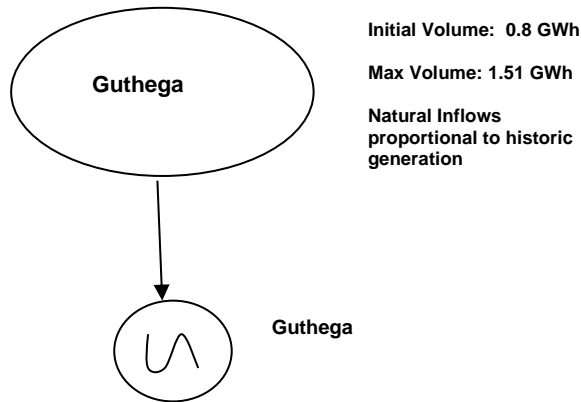 Guthega
Initial Volume: 0.8 GWh
Max Volume: 1.51 GWh
Natural Inflows
proportional to historic
generation
Guthega